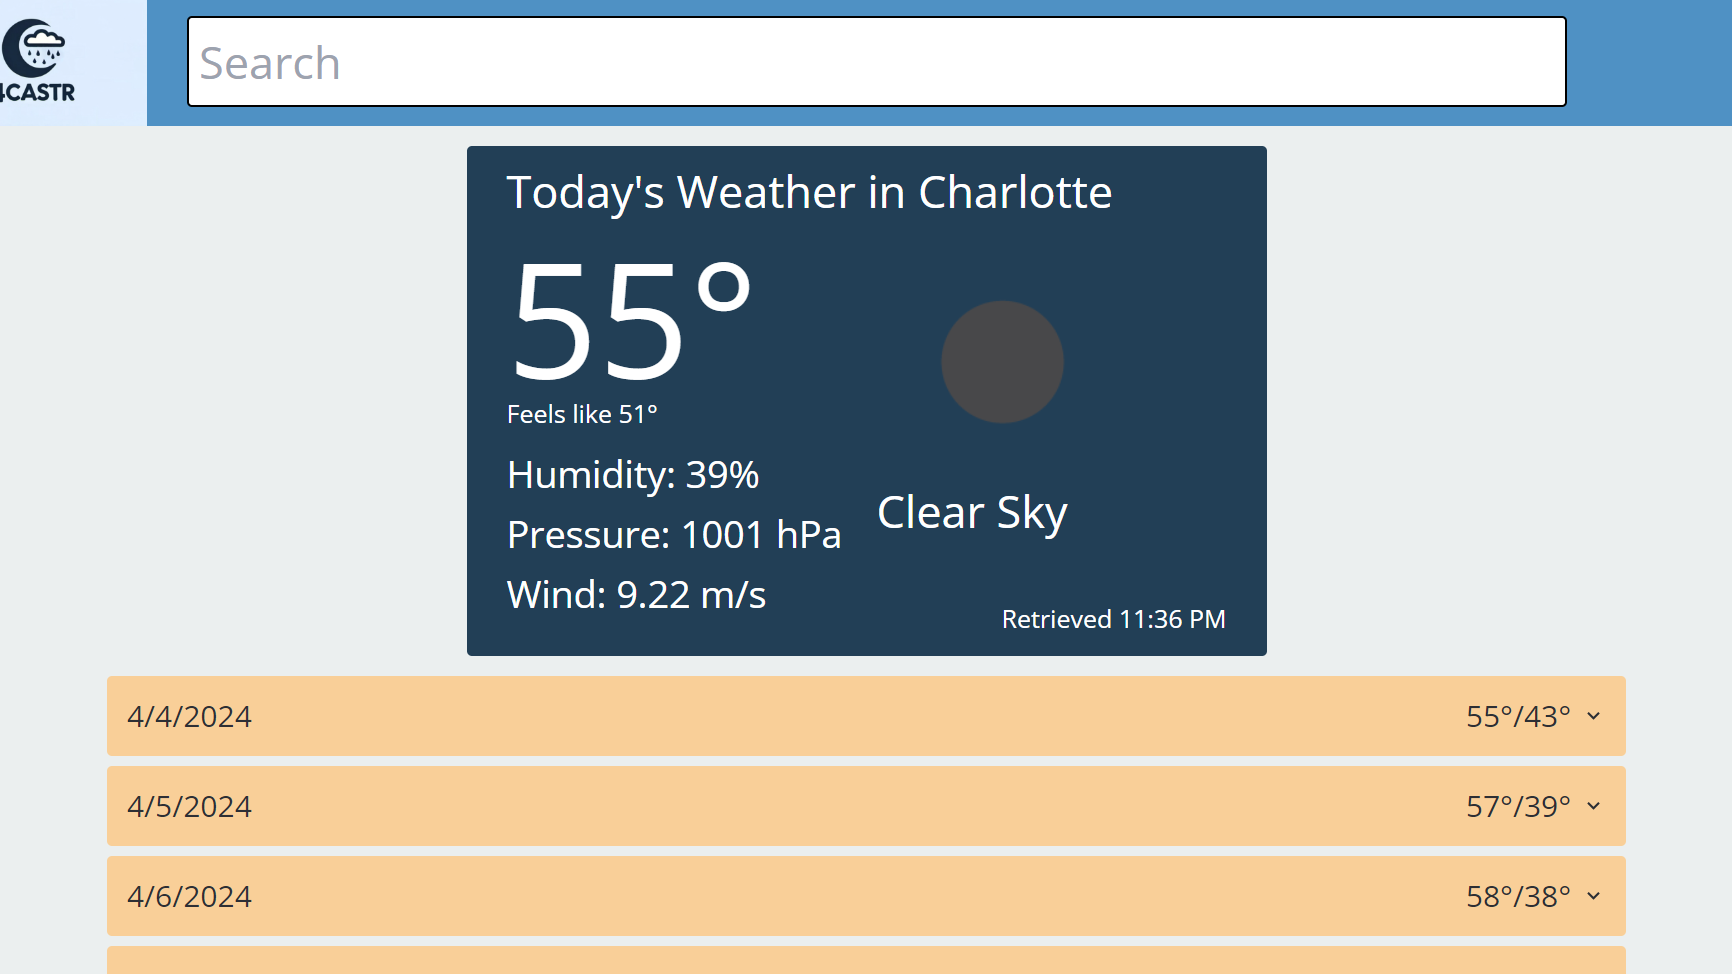 4CASTR
Search
Today's Weather in Charlotte
55°
Feels like 51°
Humidity: 39%
Pressure: 1001 hPa
Wind: 9.22 m/s
Clear Sky
Retrieved 11:36 PM
4/4/2024 55°/43°
4/5/2024 57°/39°
4/6/2024 58°/38°